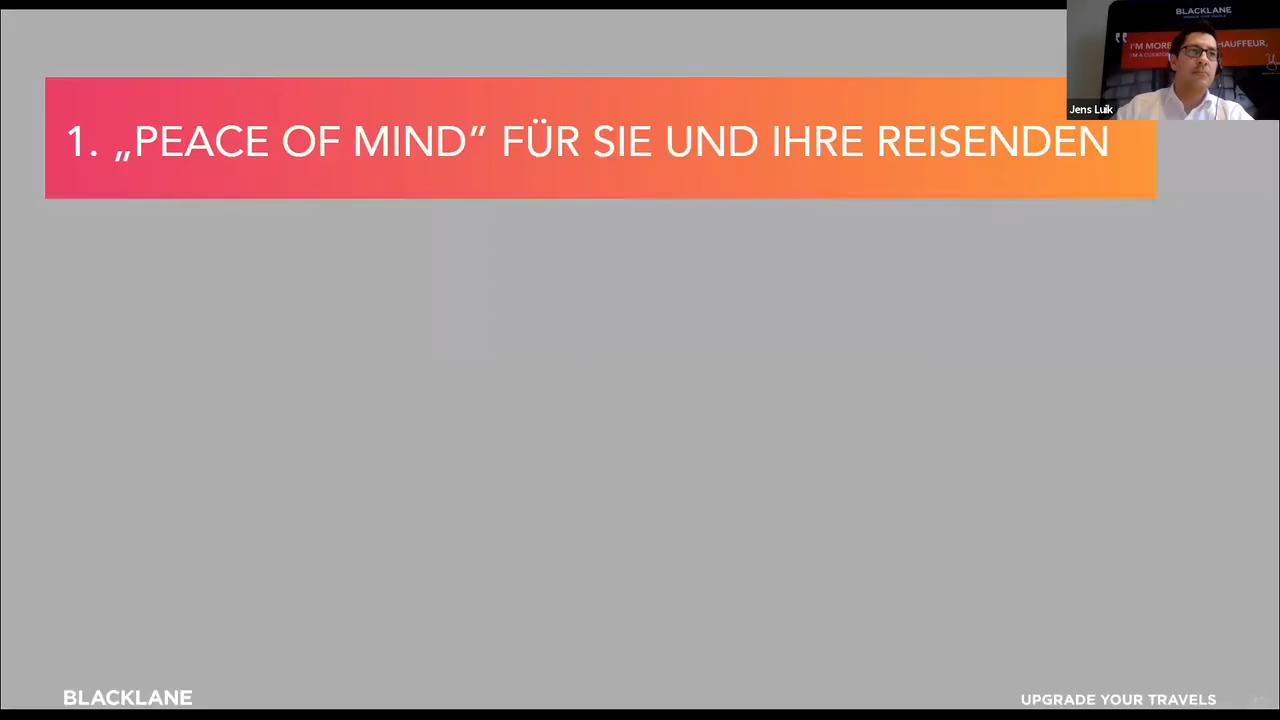 BLACKLANE
I'M MORE
HAUFFEUR,
Jens Luik
1. „PEACE OF MIND“ FÜR SIE UND IHRE REISENDEN
BLACKLANE
UPGRADE YOUR TRAVELS